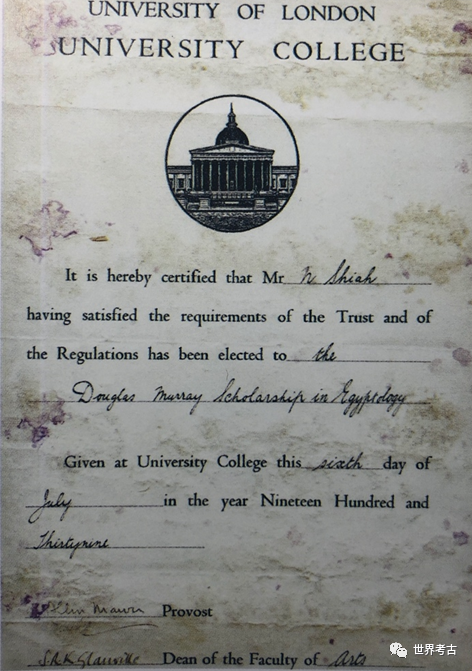 UNIVERSITY OF LONDON
UNIVERSITY COLLEGE
It is hereby certified that Mr N Shiah
having satisfied the requirements of the Trust and of
the Regulations has been elected to the
Douglas Murray Scholarship in Egyptology
Given at University College this sixth day of
July in the year Nineteen Hundred and
Thirtynine
Allen Mawer Provost
S.R.K. Glanville Dean of the Faculty of Arts
世界考古